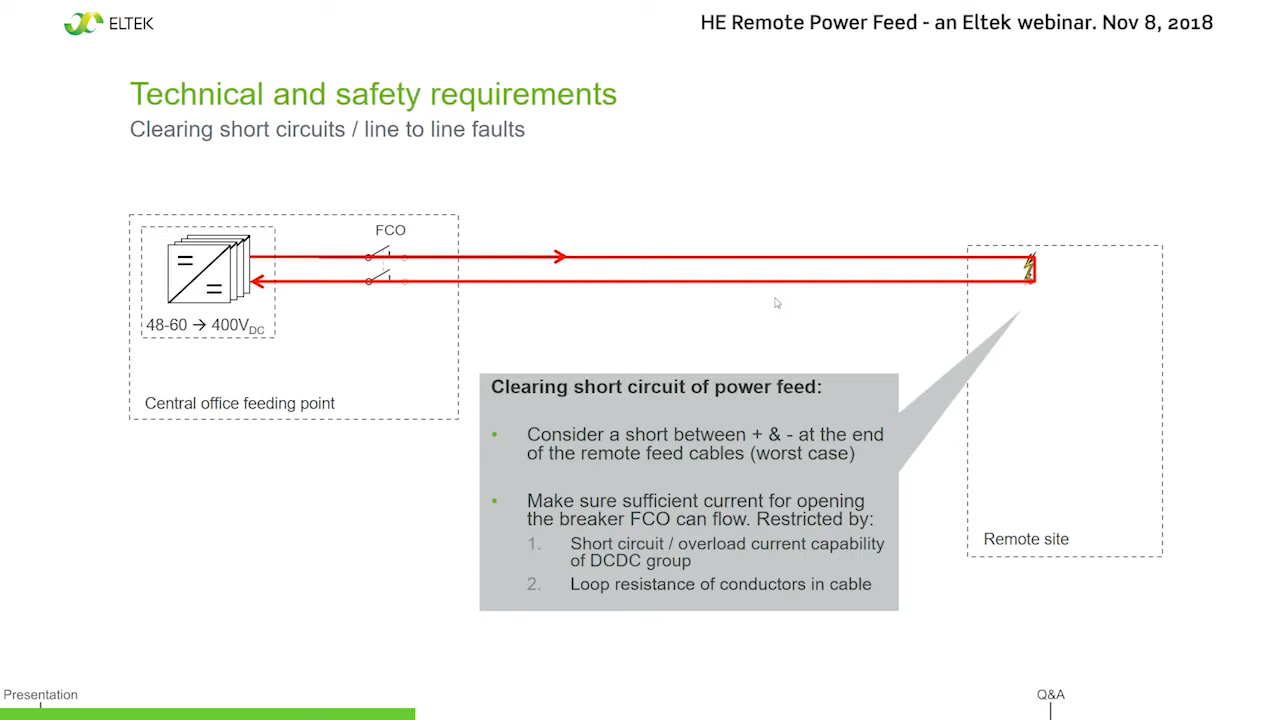 ELTEK
HE Remote Power Feed - an Eltek webinar. Nov 8, 2018
Technical and safety requirements
Clearing short circuits / line to line faults
FCO
48-60 → 400VDC
Central office feeding point
Clearing short circuit of power feed:
• Consider a short between + & - at the end
of the remote feed cables (worst case)
• Make sure sufficient current for opening
the breaker FCO can flow. Restricted by:
1. Short circuit / overload current capability
of DCDC group
2. Loop resistance of conductors in cable
Remote site
Presentation
Q&A